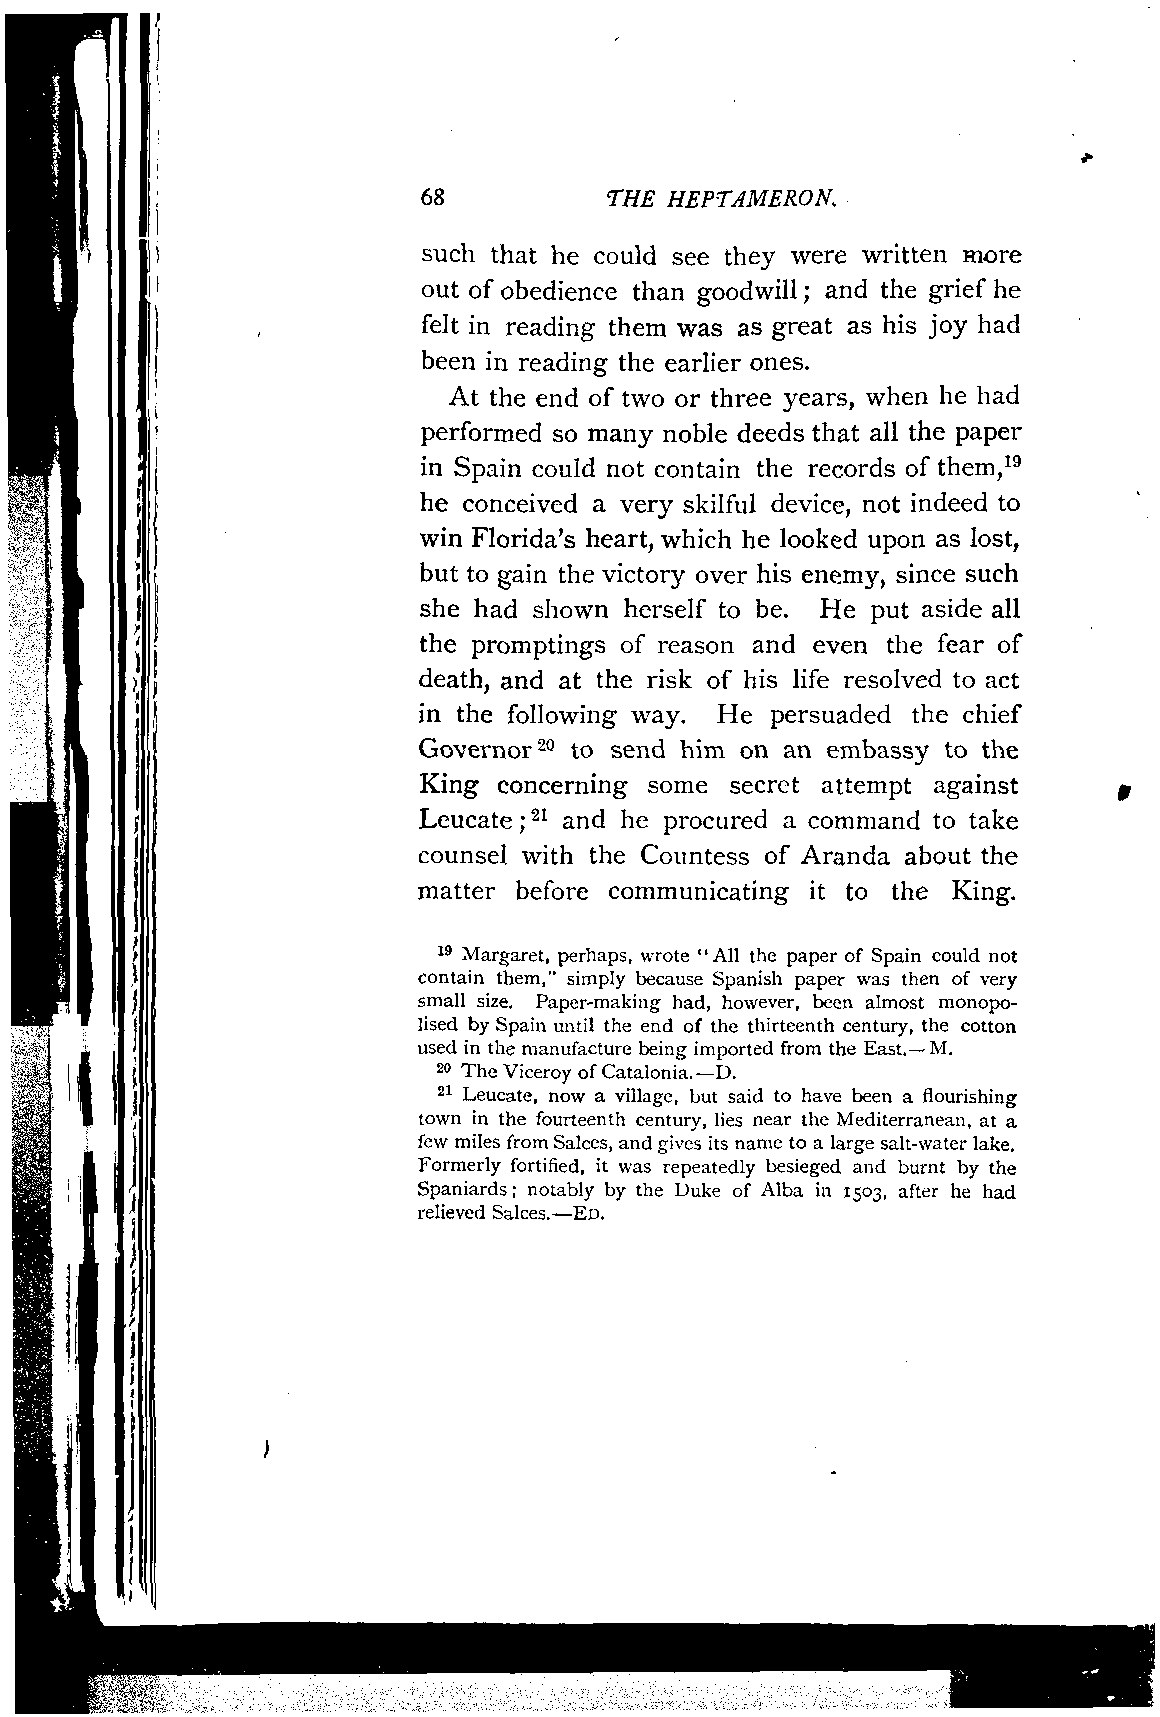 68 THE HEPTAMERON.
such that he could see they were written more
out of obedience than goodwill; and the grief he
felt in reading them was as great as his joy had
been in reading the earlier ones.
At the end of two or three years, when he had
performed so many noble deeds that all the paper
in Spain could not contain the records of them,¹⁹
he conceived a very skilful device, not indeed to
win Florida's heart, which he looked upon as lost,
but to gain the victory over his enemy, since such
she had shown herself to be. He put aside all
the promptings of reason and even the fear of
death, and at the risk of his life resolved to act
in the following way. He persuaded the chief
Governor²⁰ to send him on an embassy to the
King concerning some secret attempt against
Leucate;²¹ and he procured a command to take
counsel with the Countess of Aranda about the
matter before communicating it to the King.
¹⁹ Margaret, perhaps, wrote "All the paper of Spain could not
contain them," simply because Spanish paper was then of very
small size. Paper-making had, however, been almost monopo-
lised by Spain until the end of the thirteenth century, the cotton
used in the manufacture being imported from the East.—M.
²⁰ The Viceroy of Catalonia.—D.
²¹ Leucate, now a village, but said to have been a flourishing
town in the fourteenth century, lies near the Mediterranean, at a
few miles from Salces, and gives its name to a large salt-water lake.
Formerly fortified, it was repeatedly besieged and burnt by the
Spaniards; notably by the Duke of Alba in 1503, after he had
relieved Salces.—ED.